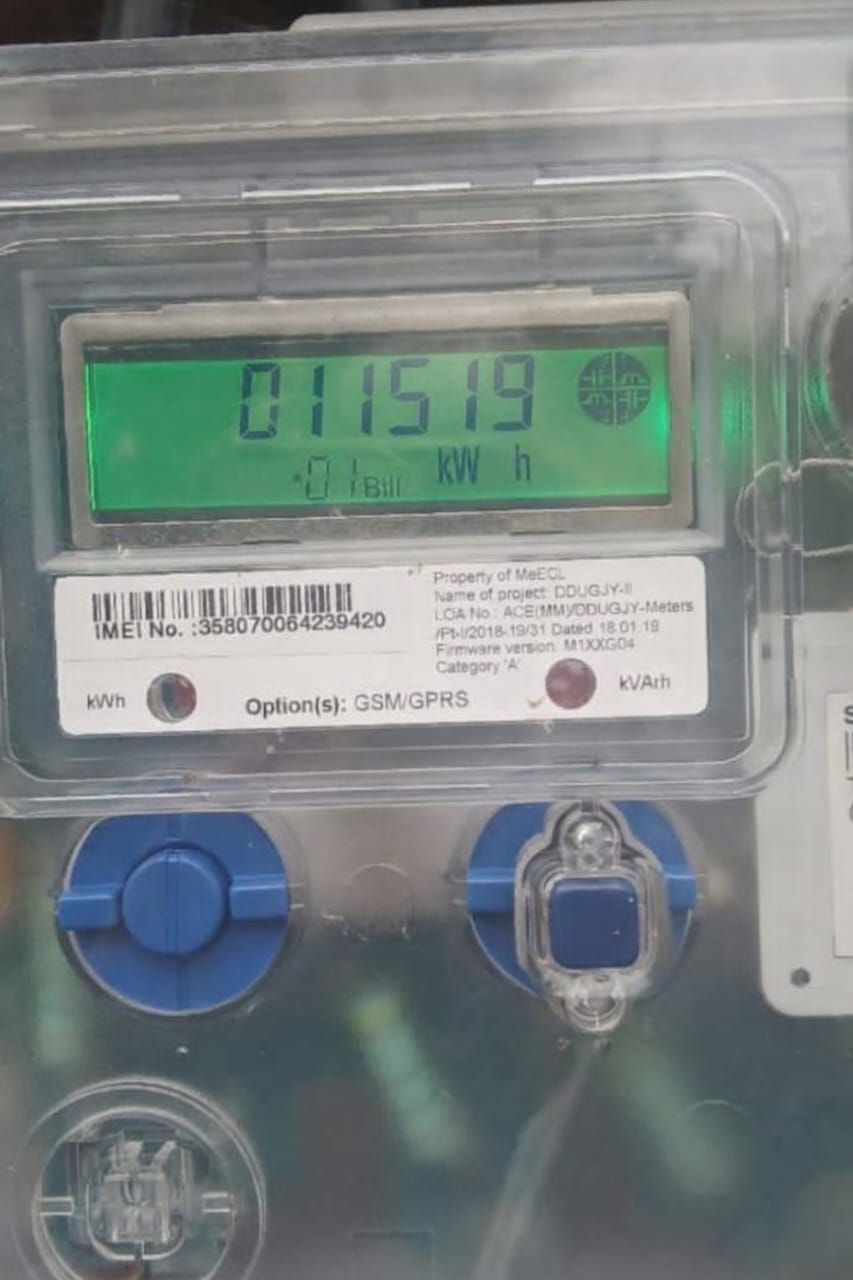 011519
*01 Bill kW h
IMEI No. :358070064239420
Property of MeECL
Name of project: DDUGJY-II
LOA No.: ACE(MM)/DDUGJY-Meters
/Pt-I/2018-19/31 Dated 18.01.19
Firmware version: M1XXG04
Category 'A'
kWh
Option(s): GSM/GPRS
kVArh
S